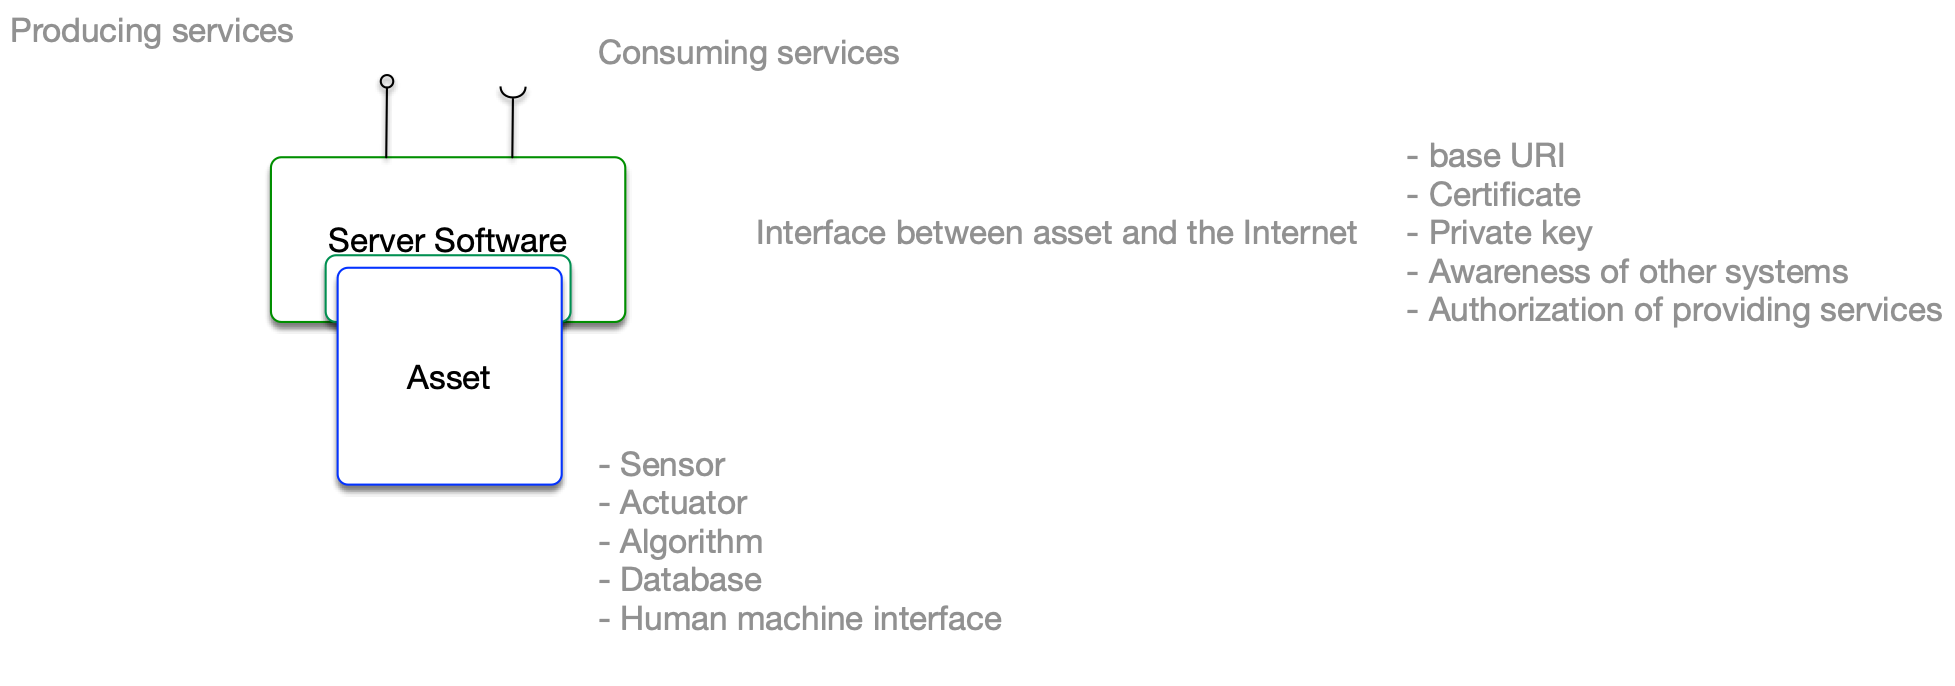 Producing services
Consuming services
Server Software
Interface between asset and the Internet
- base URI
- Certificate
- Private key
- Awareness of other systems
- Authorization of providing services
Asset
- Sensor
- Actuator
- Algorithm
- Database
- Human machine interface